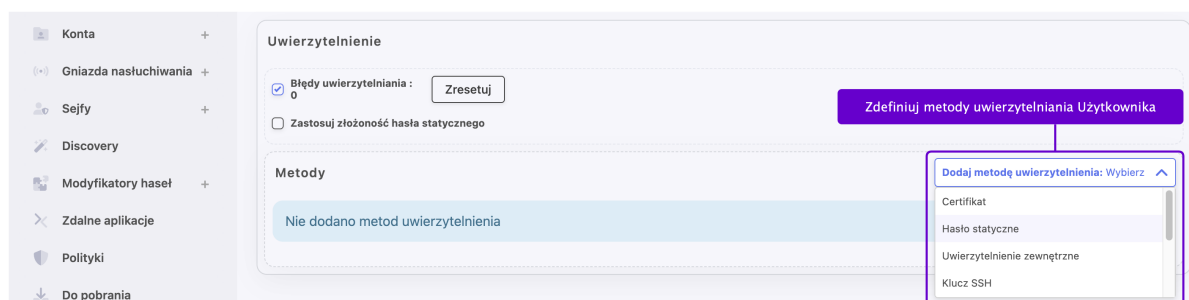 Konta
Gniazda nasłuchiwania
Sejfy
Discovery
Modyfikatory haseł
Zdalne aplikacje
Polityki
Do pobrania
Uwierzytelnienie
Błędy uwierzytelniania :
0
Zresetuj
Zastosuj złożoność hasła statycznego
Zdefiniuj metody uwierzytelniania Użytkownika
Metody
Dodaj metodę uwierzytelnienia: Wybierz
Nie dodano metod uwierzytelnienia
Certifikat
Hasło statyczne
Uwierzytelnienie zewnętrzne
Klucz SSH